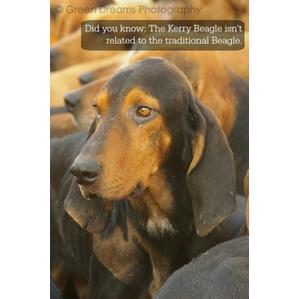 © Green Dreams Photography
Did you know: The Kerry Beagle isn't
related to the traditional Beagle.